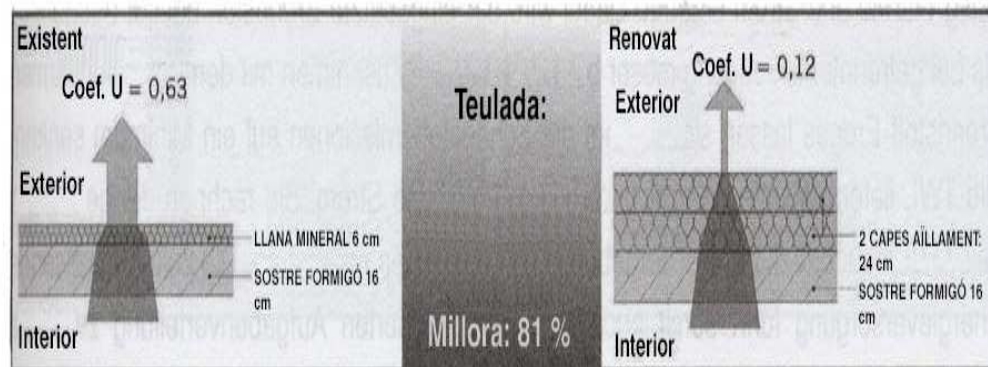 Existent
Coef. U = 0,63
Exterior
LLANA MINERAL 6 cm
SOSTRE FORMIGÓ 16
cm
Interior
Teulada:
Millora: 81 %
Renovat
Coef. U = 0,12
Exterior
2 CAPES AÏLLAMENT:
24 cm
SOSTRE FORMIGÓ 16
cm
Interior